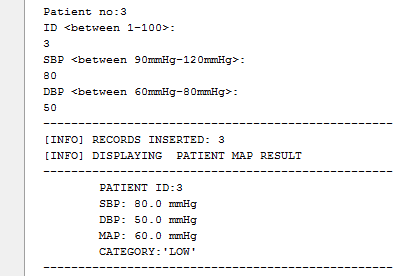 Patient no:3
ID <between 1-100>:
3
SBP <between 90mmHg-120mmHg>:
80
DBP <between 60mmHg-80mmHg>:
50
--------------------------------------------------
[INFO] RECORDS INSERTED: 3
[INFO] DISPLAYING  PATIENT MAP RESULT
--------------------------------------------------
PATIENT ID:3
SBP: 80.0 mmHg
DBP: 50.0 mmHg
MAP: 60.0 mmHg
CATEGORY:'LOW'
--------------------------------------------------